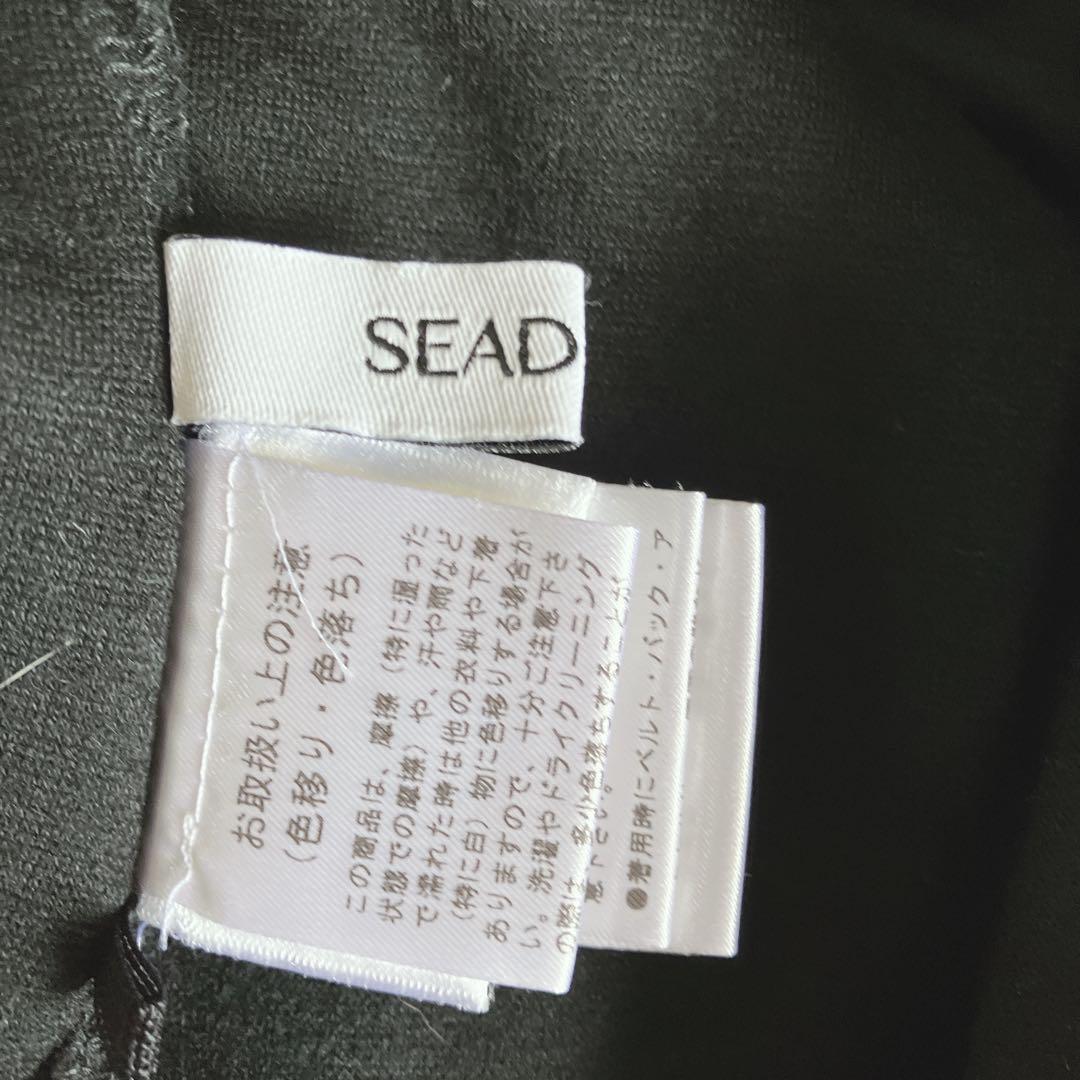 SEAD
お取扱い上の注意
(色移り・色落ち)
この商品は、摩擦(特に湿った
状態での摩擦)や、汗や雨など
で濡れた時は他の衣料や下着
(特に白)物に色移りする場合が
ありますので、十分ご注意下さ
い。洗濯やドライクリーニング
の際は、多少色落ちすることが
意下さい。
●着用時にベルト・バック・ア